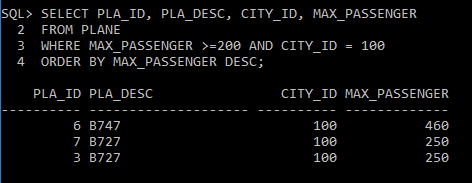 SQL> SELECT PLA_ID, PLA_DESC, CITY_ID, MAX_PASSENGER
  2  FROM PLANE
  3  WHERE MAX_PASSENGER >=200 AND CITY_ID = 100
  4  ORDER BY MAX_PASSENGER DESC;

    PLA_ID PLA_DESC                CITY_ID MAX_PASSENGER
---------- -------------------- ---------- -------------
         6 B747                        100           460
         7 B727                        100           250
         3 B727                        100           250